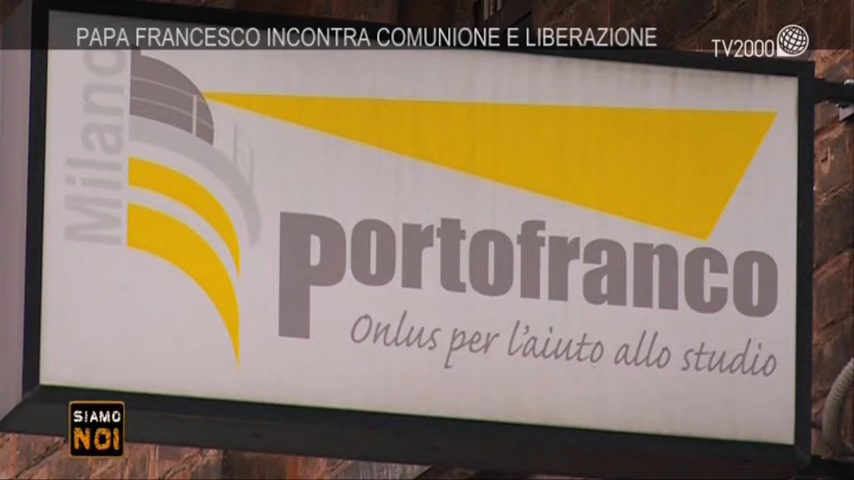 PAPA FRANCESCO INCONTRA COMUNIONE E LIBERAZIONE
TV2000
Milano
portofranco
Onlus per l'aiuto allo studio
SIAMO
NOI